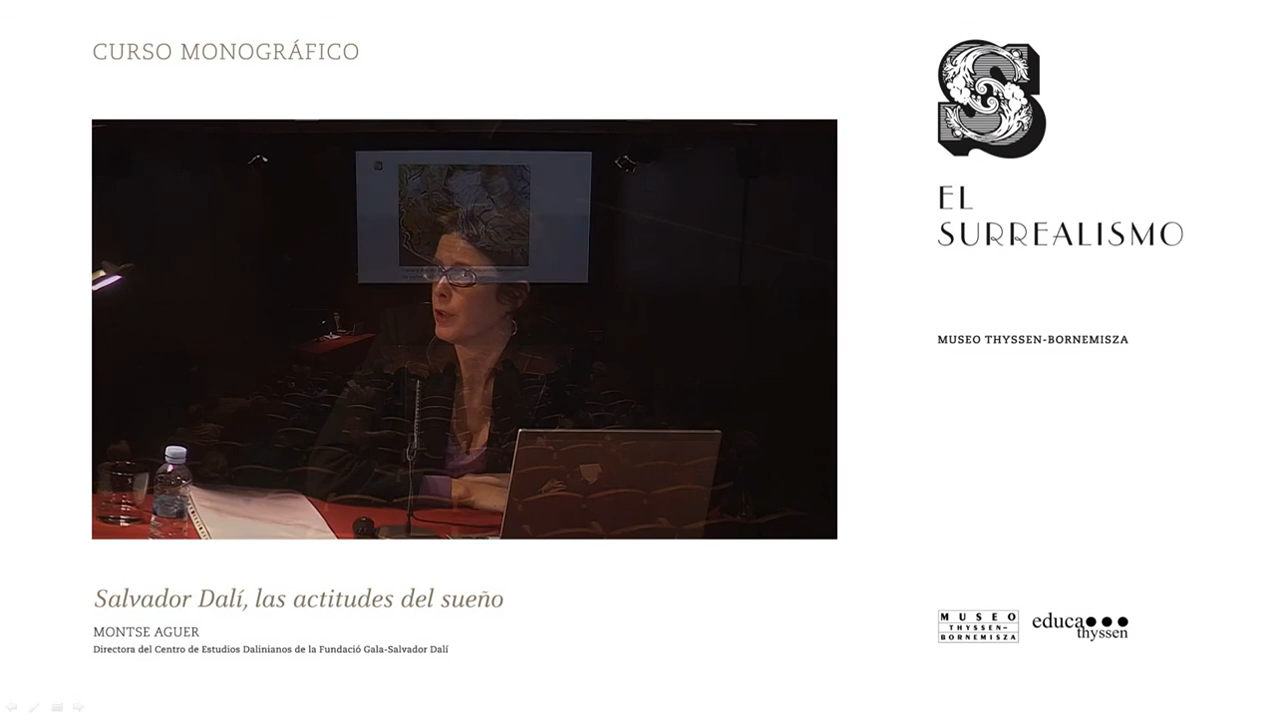 CURSO MONOGRÁFICO
S
EL
SURREALISMO
MUSEO THYSSEN-BORNEMISZA
Salvador Dalí, las actitudes del sueño
MONTSE AGUER
Directora del Centro de Estudios Dalinianos de la Fundació Gala-Salvador Dalí
MUSEO
THYSSEN-
BORNEMISZA
educa
thyssen